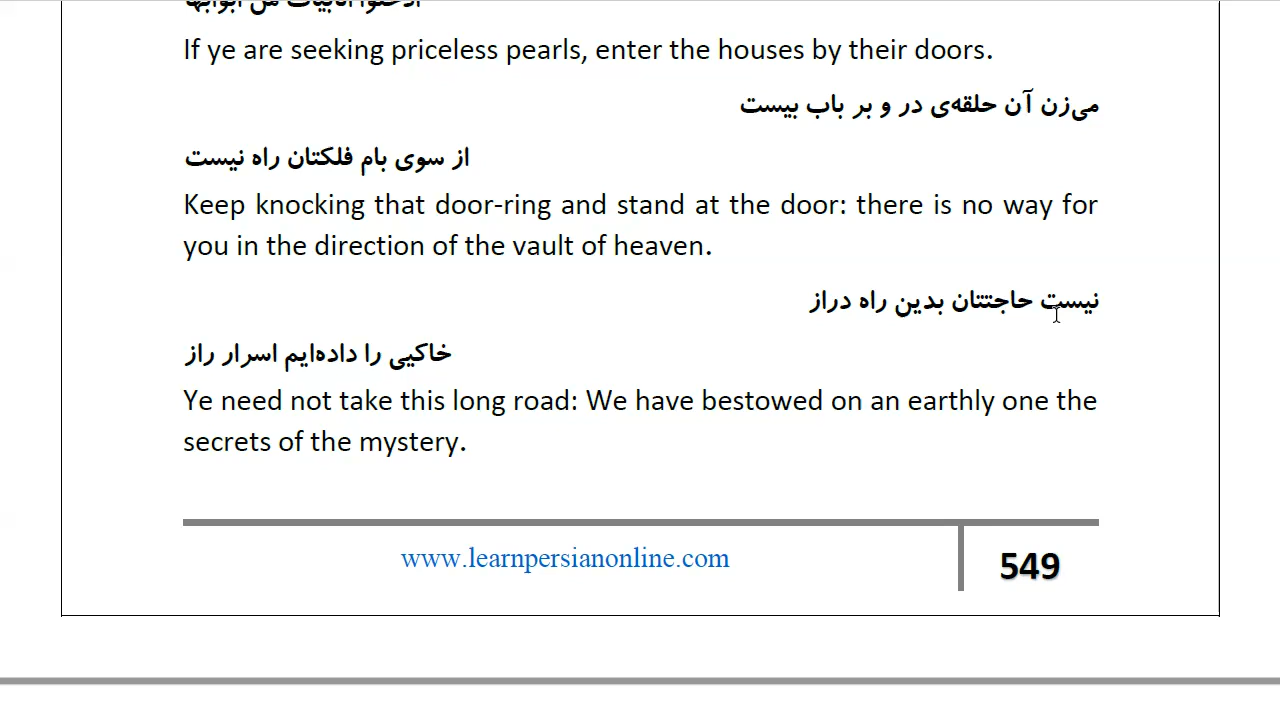 If ye are seeking priceless pearls, enter the houses by their doors.
می‌زن آن حلقه‌ی در و بر باب بیست
از سوی بام فلکتان راه نیست
Keep knocking that door-ring and stand at the door: there is no way for
you in the direction of the vault of heaven.
نیست حاجتتان بدین راه دراز
خاکیی را داده‌ایم اسرار راز
Ye need not take this long road: We have bestowed on an earthly one the
secrets of the mystery.
www.learnpersianonline.com
549